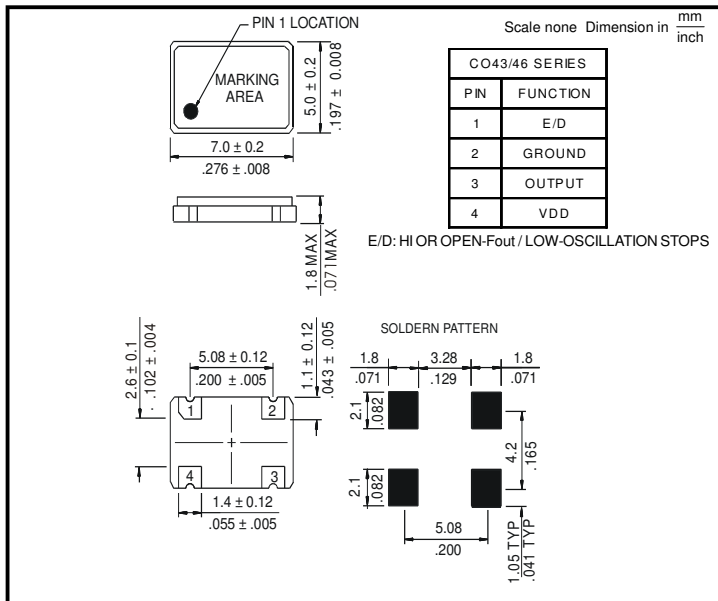 PIN 1 LOCATION
Scale none Dimension in mm
inch
MARKING
AREA
5.0 ± 0.2
.197 ± 0.008
7.0 ± 0.2
.276 ± .008
CO43/46 SERIES
PIN FUNCTION
1 E/D
2 GROUND
3 OUTPUT
4 VDD
E/D: HI OR OPEN-Fout / LOW-OSCILLATION STOPS
1.8 MAX
.071 MAX
2.6 ± 0.1
. .102 ± .004
5.08 ± 0.12
.200 ± .005
1.1 ± 0.12
.043 ± .005
1
2
4
3
1.4 ± 0.12
.055 ± .005
SOLDERN PATTERN
1.8
.071
3.28
.129
1.8
.071
2.1
.082
4.2
.165
2.1
.082
5.08
.200
1.05 TYP
.041 TYP